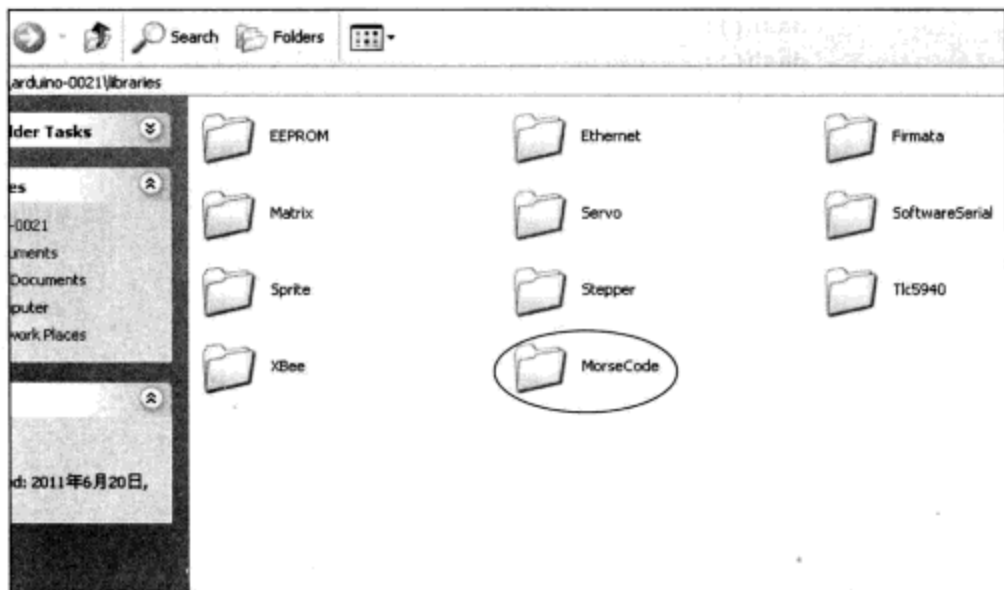 Search Folders
arduino-0021\libraries
lder Tasks
es
-0021
uments
Documents
puter
work Places
ed: 2011年6月20日,
EEPROM Ethernet Firmata
Matrix Servo SoftwareSerial
Sprite Stepper Tlc5940
XBee MorseCode